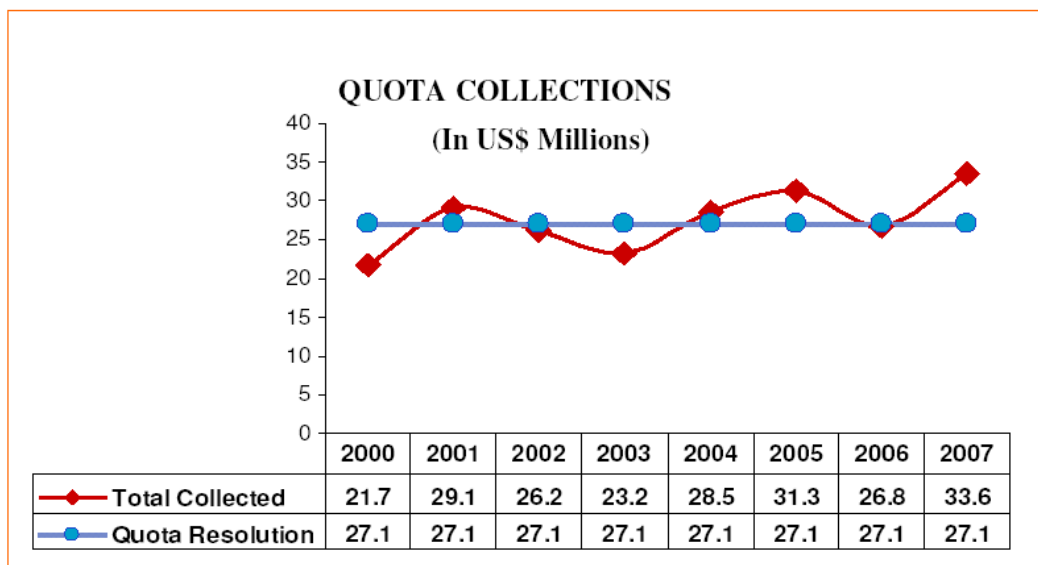 QUOTA COLLECTIONS
(In US$ Millions)
40
35
30
25
20
15
10
5
0
2000 2001 2002 2003 2004 2005 2006 2007
Total Collected 21.7 29.1 26.2 23.2 28.5 31.3 26.8 33.6
Quota Resolution 27.1 27.1 27.1 27.1 27.1 27.1 27.1 27.1